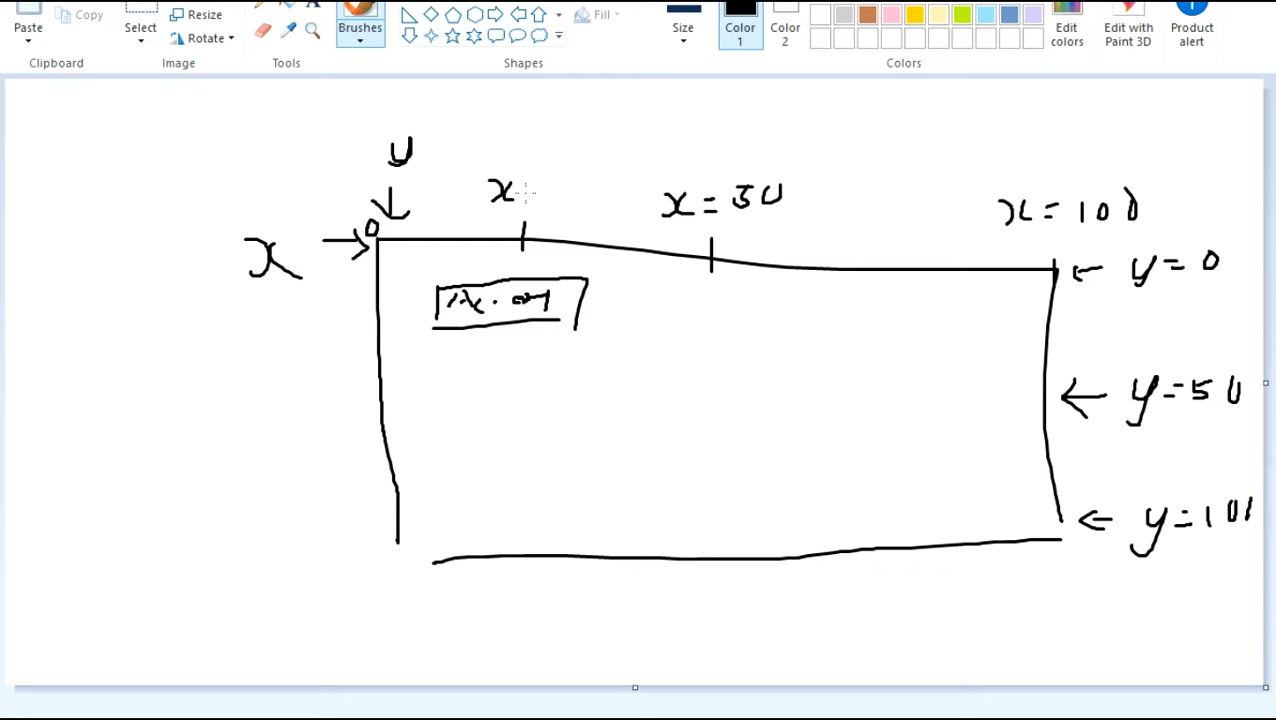 Copy
Paste Select Resize Rotate Brushes Fill Size Color 1 Color 2 Edit colors Edit with Paint 3D Product alert
Clipboard Image Tools Shapes Colors
y
x
x = 50
x = 100
0
x
y = 0
y = 50
y = 100